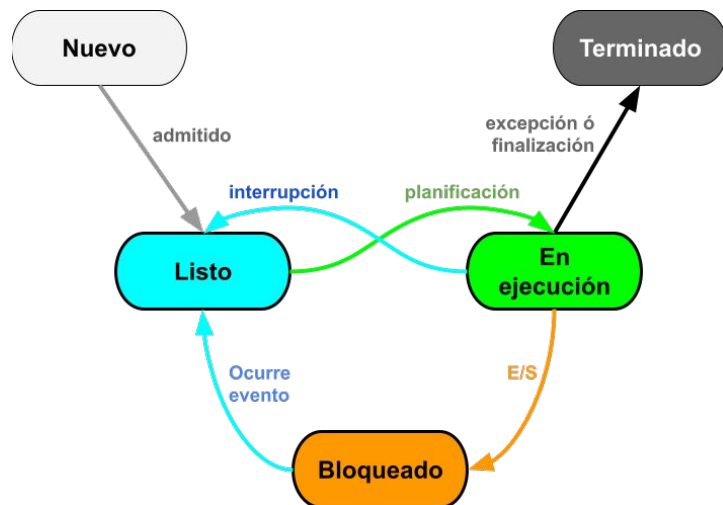 Nuevo
Terminado
admitido
excepción ó
finalización
interrupción
planificación
Listo
En
ejecución
Ocurre
evento
E/S
Bloqueado